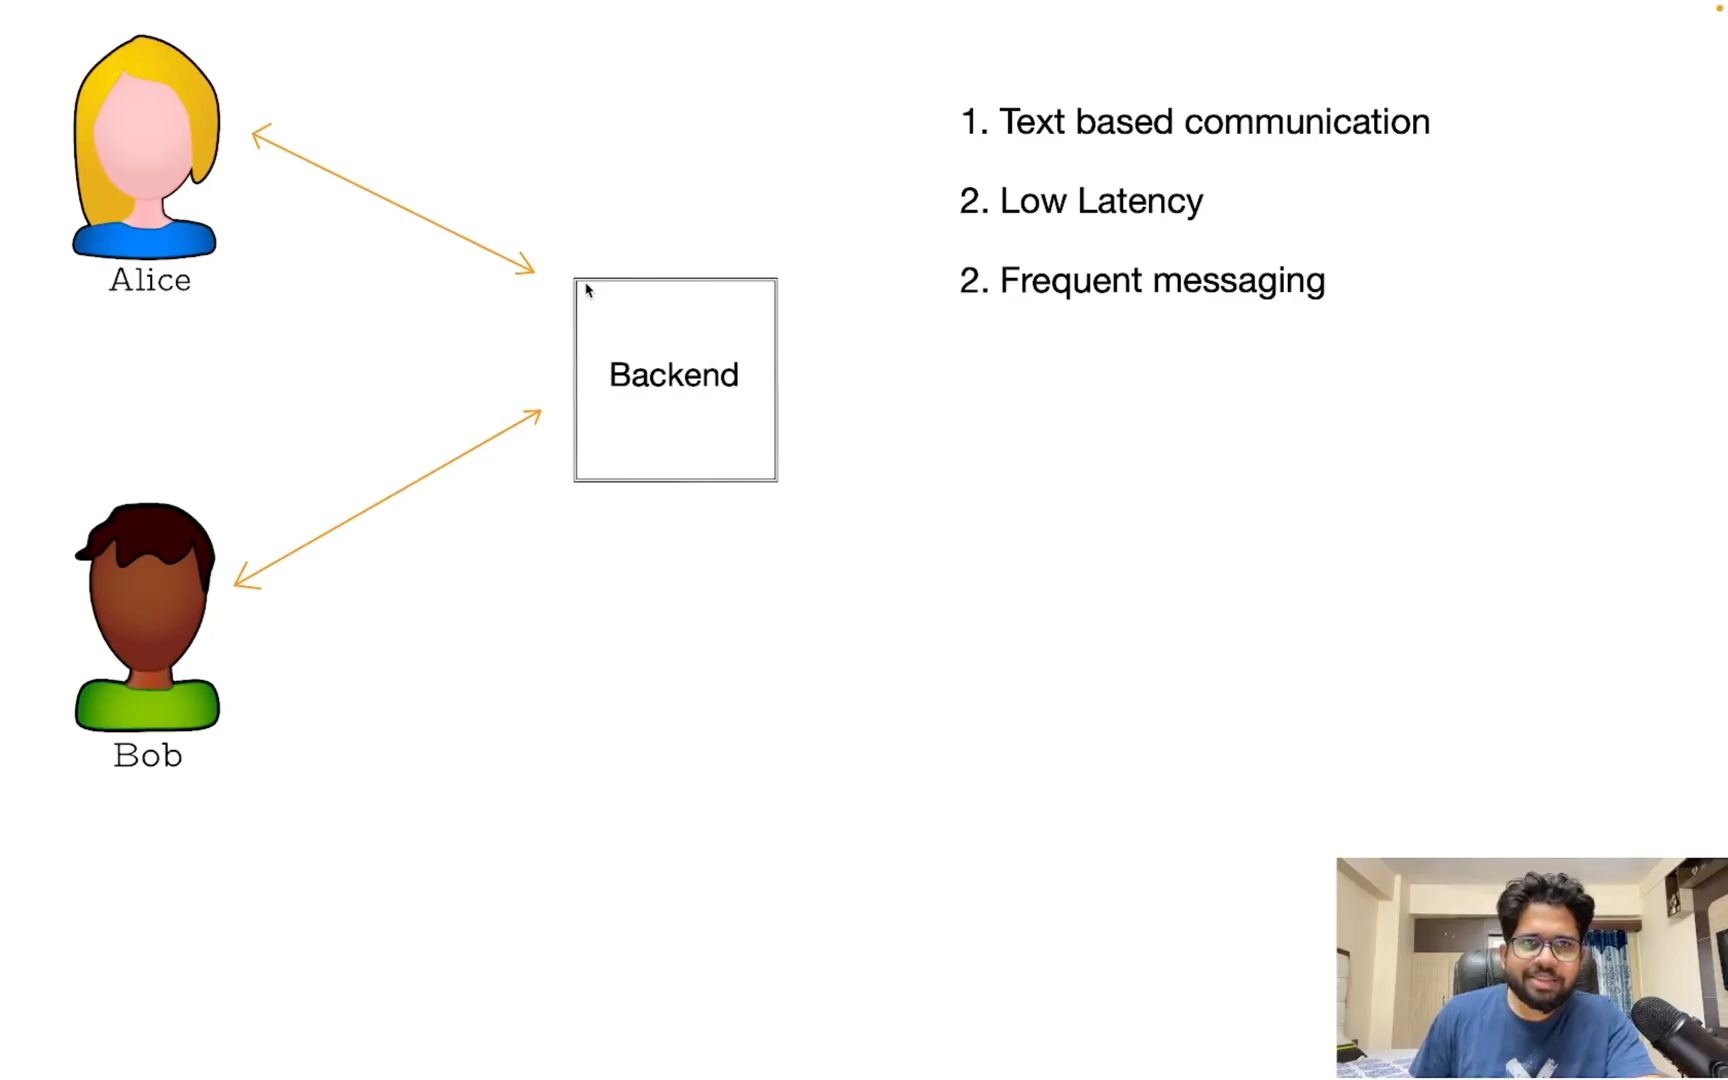 1. Text based communication
2. Low Latency
2. Frequent messaging
Alice
Backend
Bob